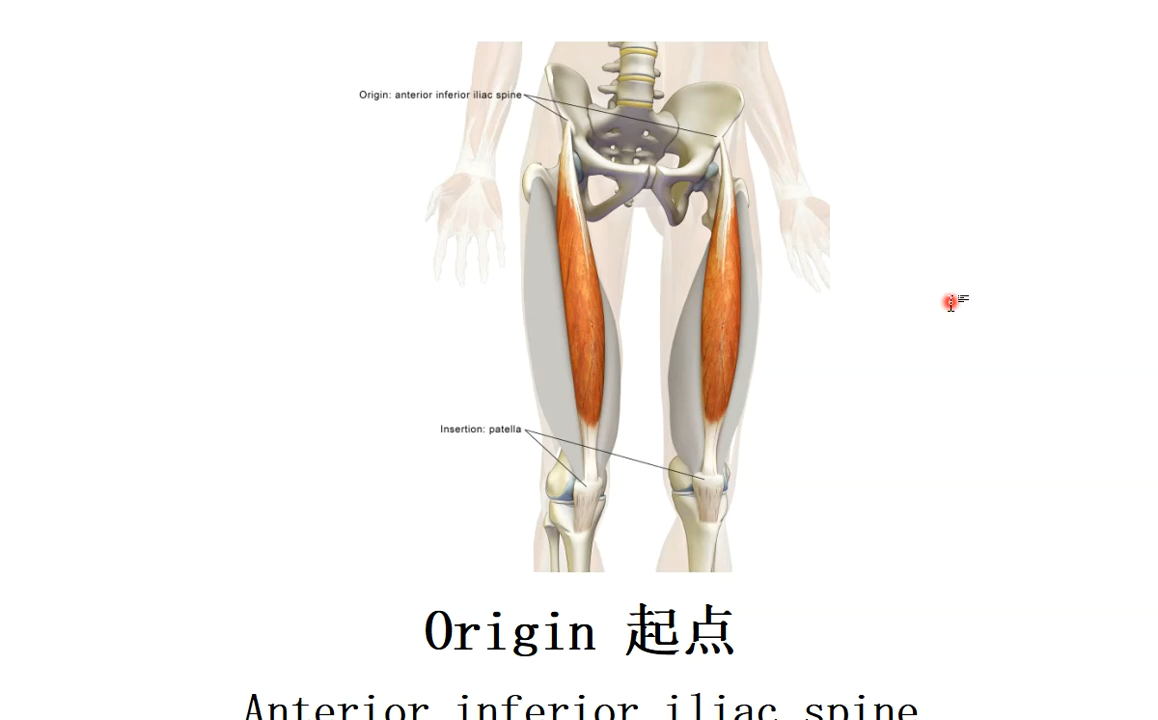 Origin: anterior inferior iliac spine
Insertion: patella
Origin 起点
Anterior inferior iliac spine